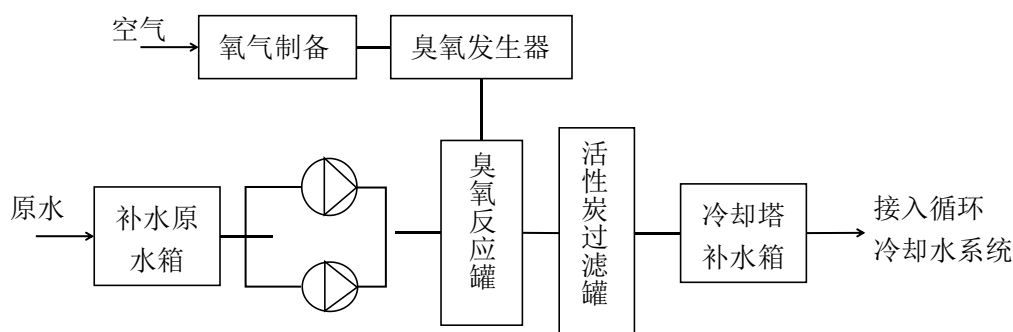 空气
氧气制备
臭氧发生器
原水
补水原
水箱
臭氧反应罐
活性炭过滤罐
冷却塔
补水箱
接入循环
冷却水系统